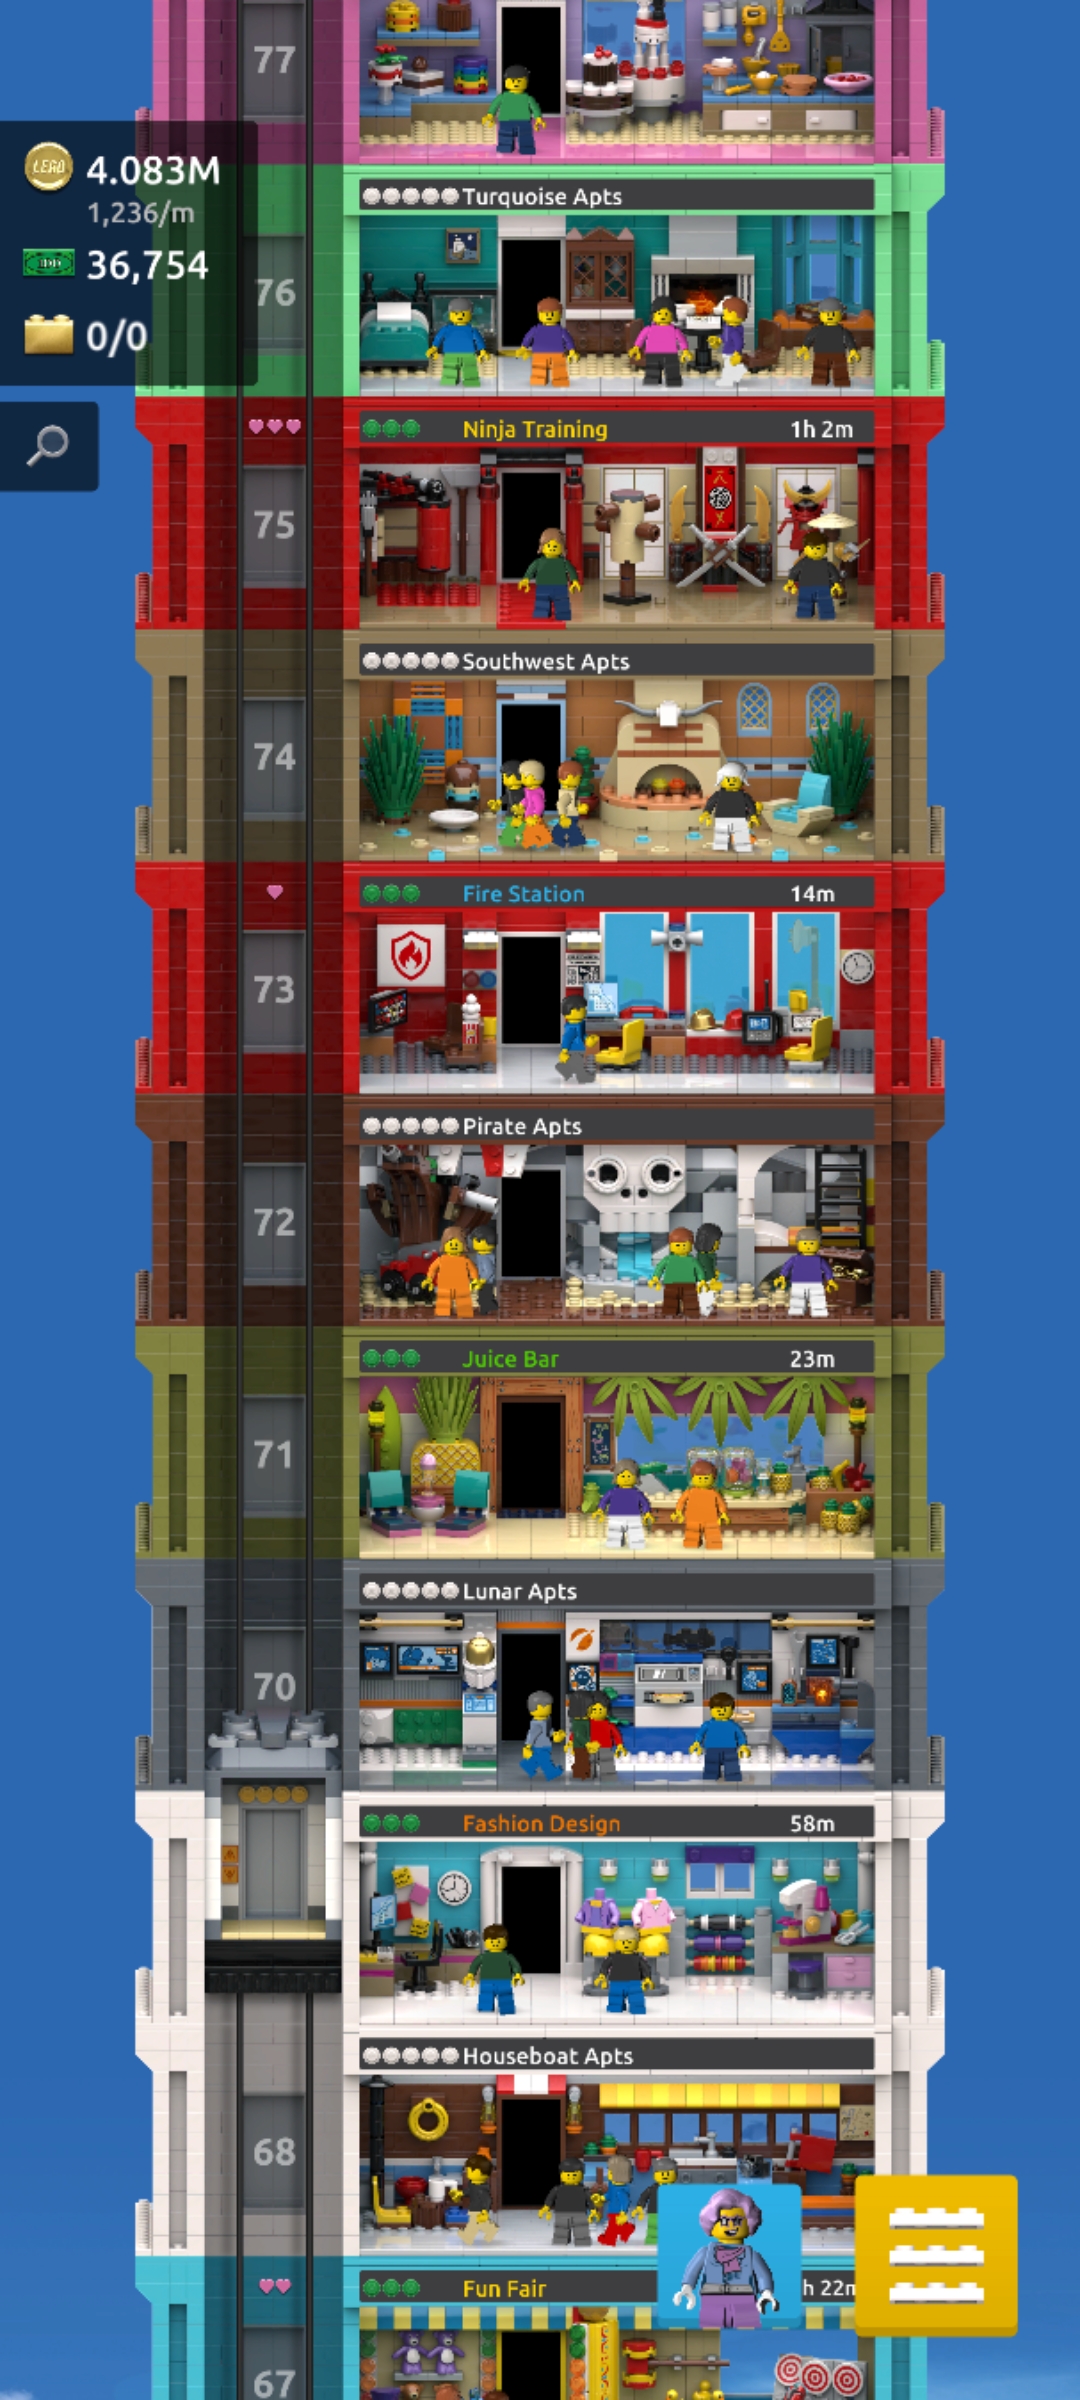 77
LEGO
4.083M
1,236/m
36,754
0/0
Turquoise Apts
76
Ninja Training 1h 2m
75
Southwest Apts
74
Fire Station 14m
73
Pirate Apts
72
Juice Bar 23m
71
Lunar Apts
70
Fashion Design 58m
Houseboat Apts
68
Fun Fair h 22m
67